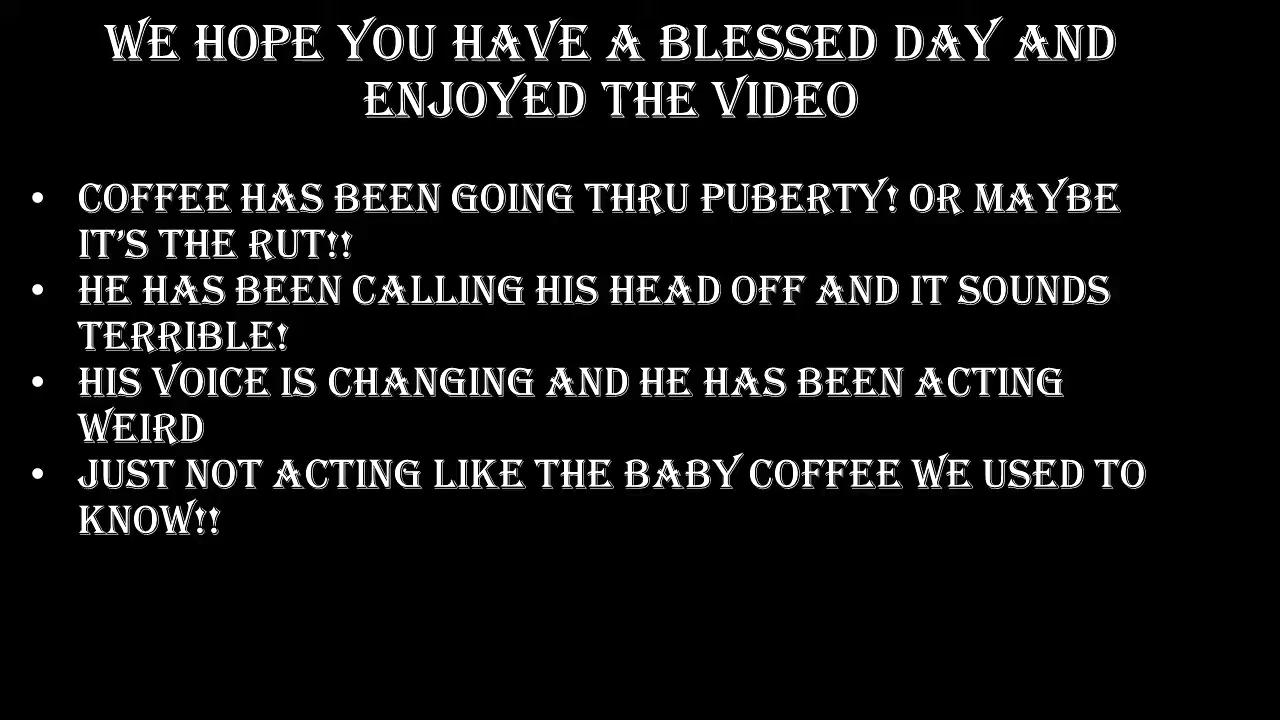 WE HOPE YOU HAVE A BLESSED DAY AND
ENJOYED THE VIDEO
• COFFEE HAS BEEN GOING THRU PUBERTY! OR MAYBE
IT'S THE RUT!!
• HE HAS BEEN CALLING HIS HEAD OFF AND IT SOUNDS
TERRIBLE!
• HIS VOICE IS CHANGING AND HE HAS BEEN ACTING
WEIRD
• JUST NOT ACTING LIKE THE BABY COFFEE WE USED TO
KNOW!!